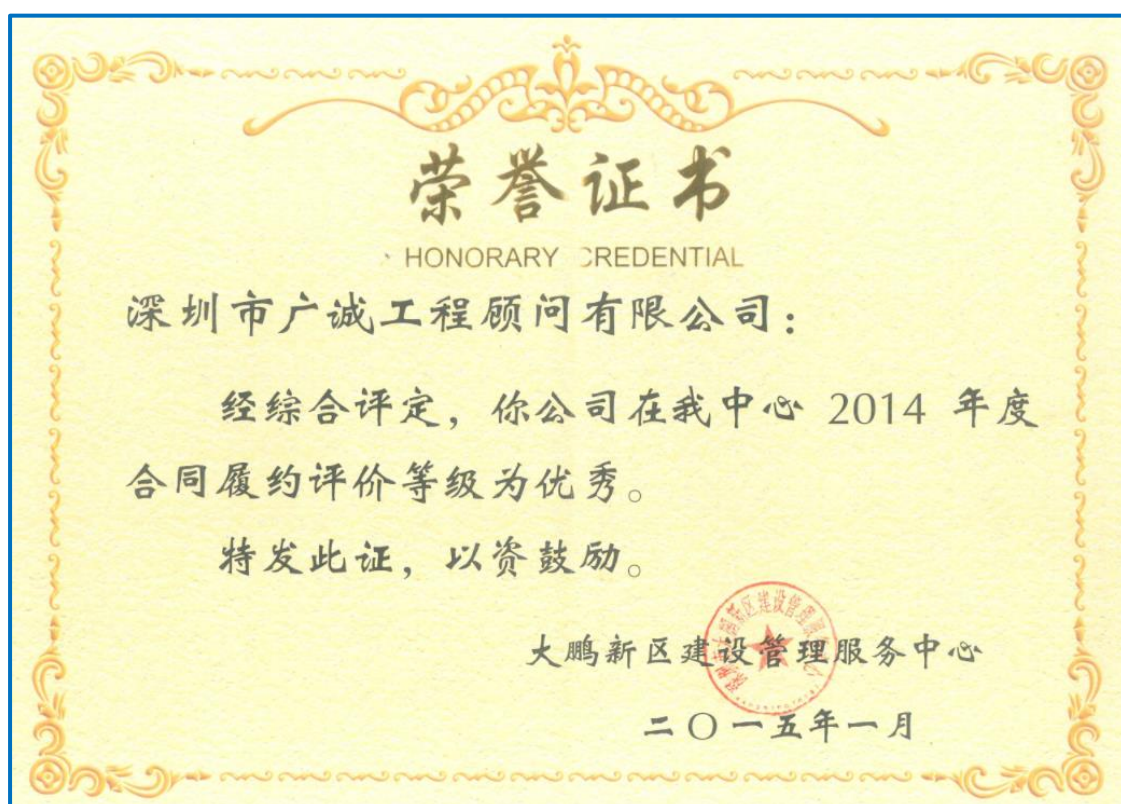 荣誉证书
HONORARY CREDENTIAL
深圳市广诚工程顾问有限公司：
经综合评定，你公司在我中心 2014 年度
合同履约评价等级为优秀。
特发此证，以资鼓励。
大鹏新区建设管理服务中心
二〇一五年一月